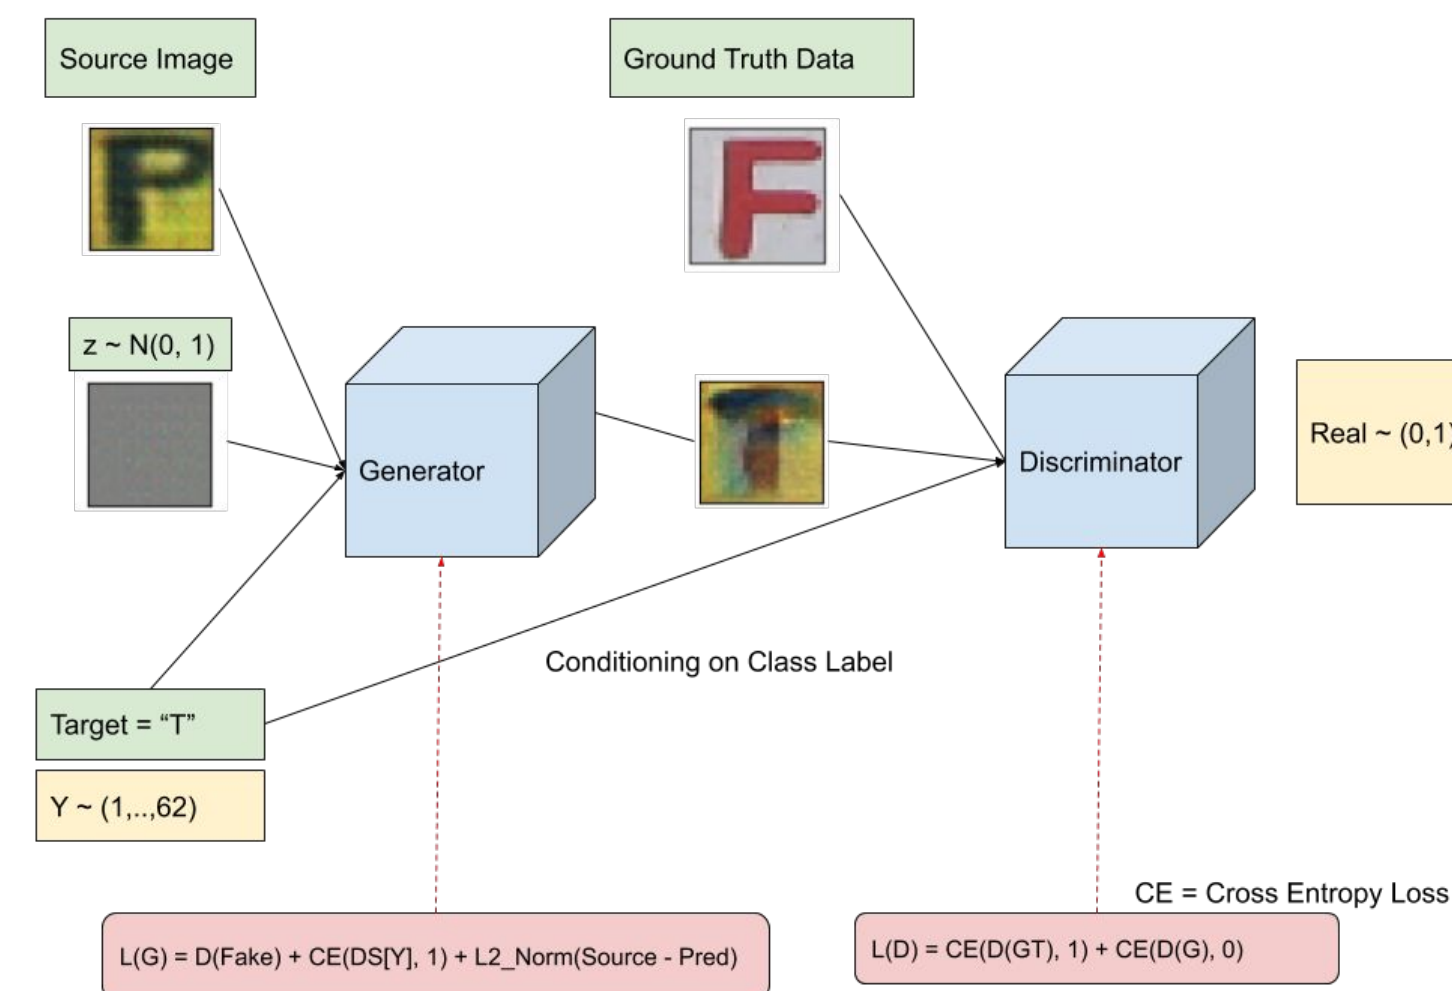 Source Image
Ground Truth Data
P
F
z ~ N(0, 1)
T
Generator
Discriminator
Real ~ (0,1)
Conditioning on Class Label
Target = “T”
Y ~ (1,..,62)
CE = Cross Entropy Loss
L(G) = D(Fake) + CE(DS[Y], 1) + L2_Norm(Source - Pred)
L(D) = CE(D(GT), 1) + CE(D(G), 0)